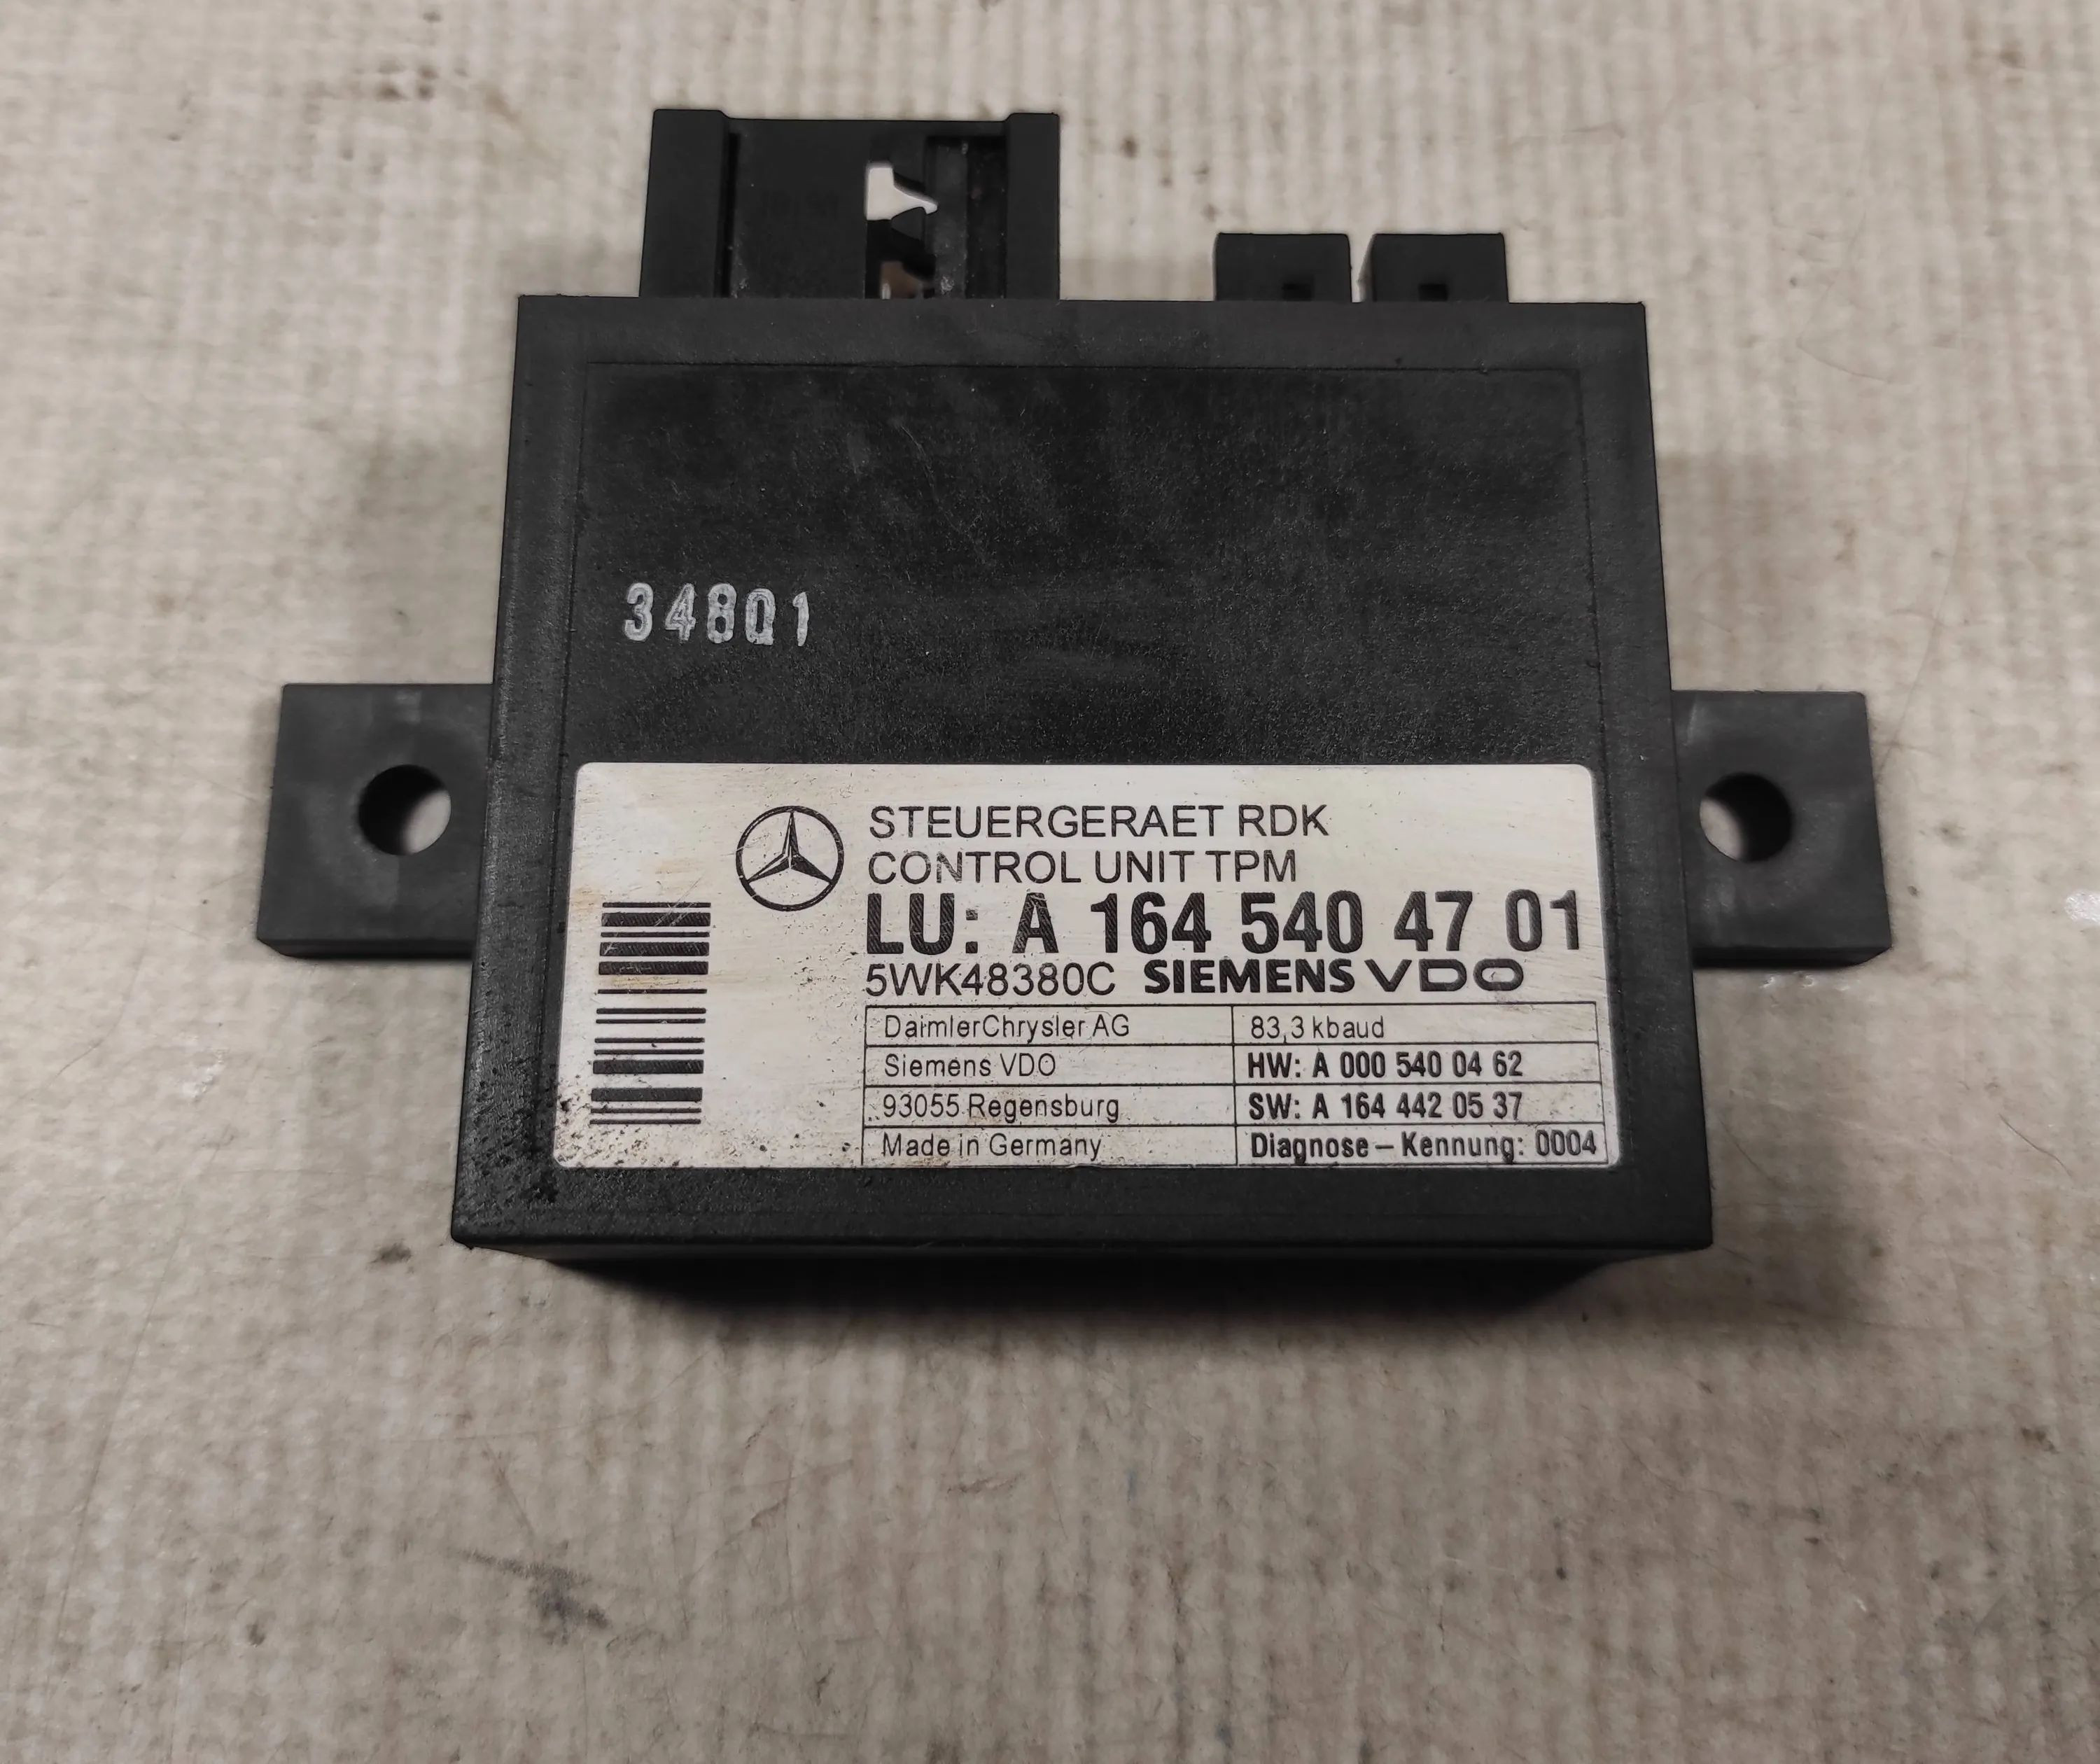 34801
STEUERGERAET RDK
CONTROL UNIT TPM
LU: A 164 540 47 01
5WK48380C SIEMENS VDO
DaimlerChrysler AG 83,3 kbaud
Siemens VDO HW: A 000 540 04 62
93055 Regensburg SW: A 164 442 05 37
Made in Germany Diagnose – Kennung: 0004